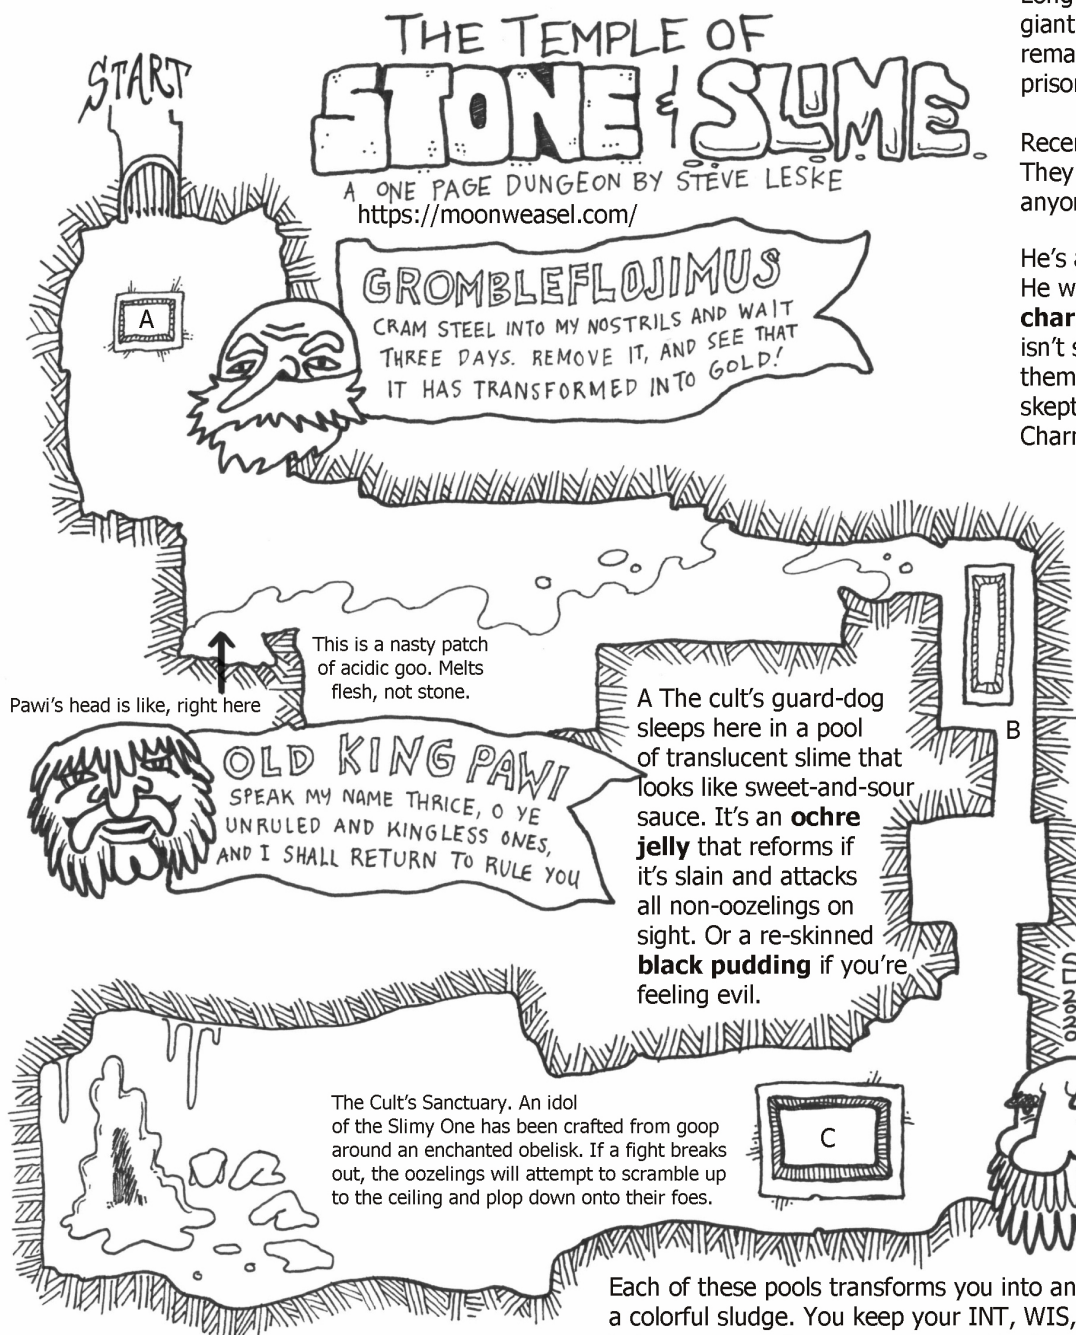 THE TEMPLE OF
STONE & SLIME
A ONE PAGE DUNGEON BY STEVE LESKE
https://moonweasel.com/
START
A
GROMBLEFLOJIMUS
CRAM STEEL INTO MY NOSTRILS AND WAIT
THREE DAYS. REMOVE IT, AND SEE THAT
IT HAS TRANSFORMED INTO GOLD!
giant
prison
Recen
They
anyon
He's a
He w
char
isn't s
them
skept
Charn
This is a nasty patch
of acidic goo. Melts
flesh, not stone.
Pawi's head is like, right here
OLD KING PAWI
SPEAK MY NAME THRICE, O YE
UNRULED AND KINGLESS ONES,
AND I SHALL RETURN TO RULE YOU
A The cult's guard-dog
sleeps here in a pool
of translucent slime that
looks like sweet-and-sour
sauce. It's an ochre
jelly that reforms if
it's slain and attacks
all non-oozelings on
sight. Or a re-skinned
black pudding if you're
feeling evil.
B
The Cult's Sanctuary. An idol
of the Slimy One has been crafted from goop
around an enchanted obelisk. If a fight breaks
out, the oozelings will attempt to scramble up
to the ceiling and plop down onto their foes.
C
Each of these pools transforms you into an
a colorful sludge. You keep your INT, WIS,